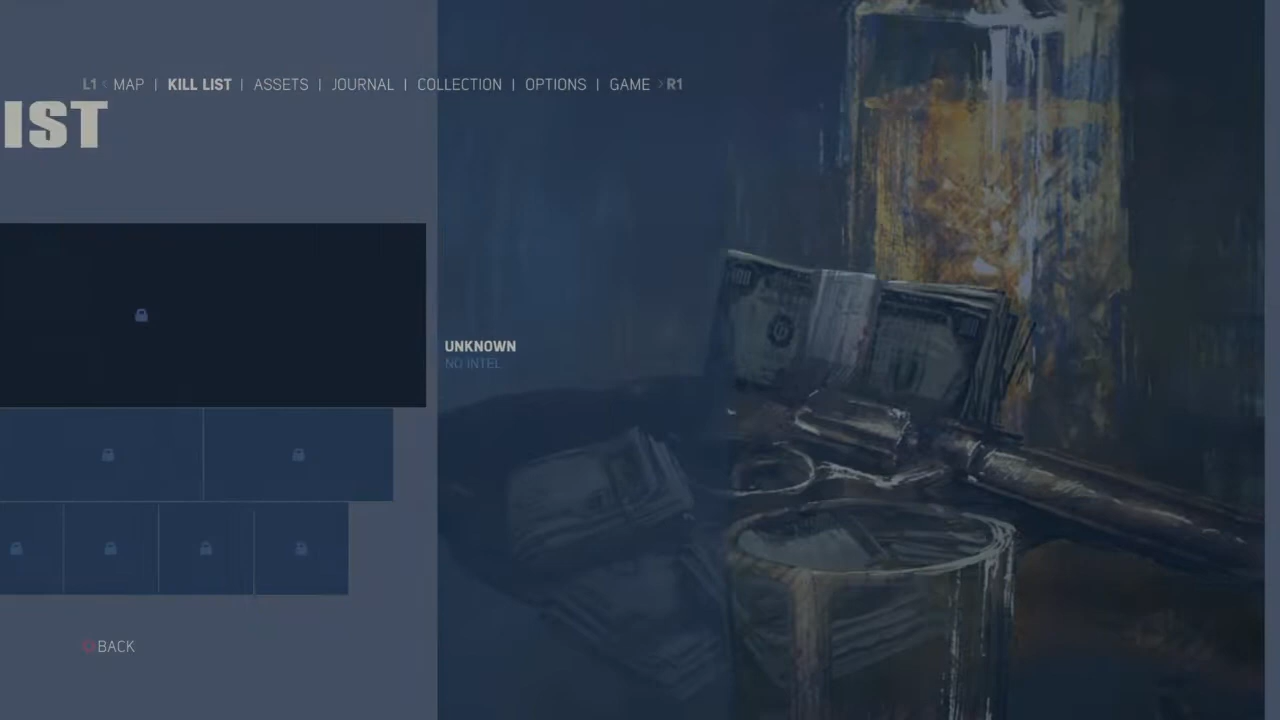 L1 < MAP | KILL LIST | ASSETS | JOURNAL | COLLECTION | OPTIONS | GAME > R1
IST
UNKNOWN
NO INTEL
BACK